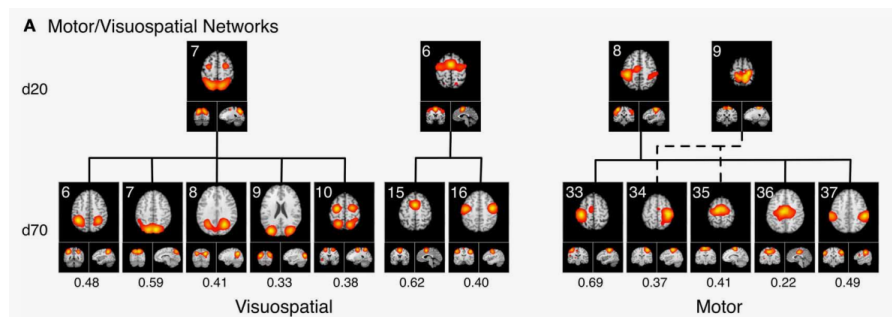 A Motor/Visuospatial Networks
7 6 8 9
d20
6 7 8 9 10 15 16 33 34 35 36 37
d70
0.48 0.59 0.41 0.33 0.38 0.62 0.40 0.69 0.37 0.41 0.22 0.49
Visuospatial Motor